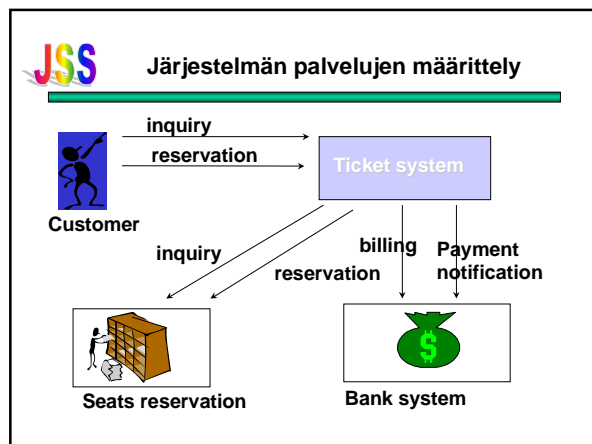 JSS
Järjestelmän palvelujen määrittely
inquiry
reservation
Ticket system
Customer
inquiry
reservation
billing
Payment
notification
$
Seats reservation
Bank system